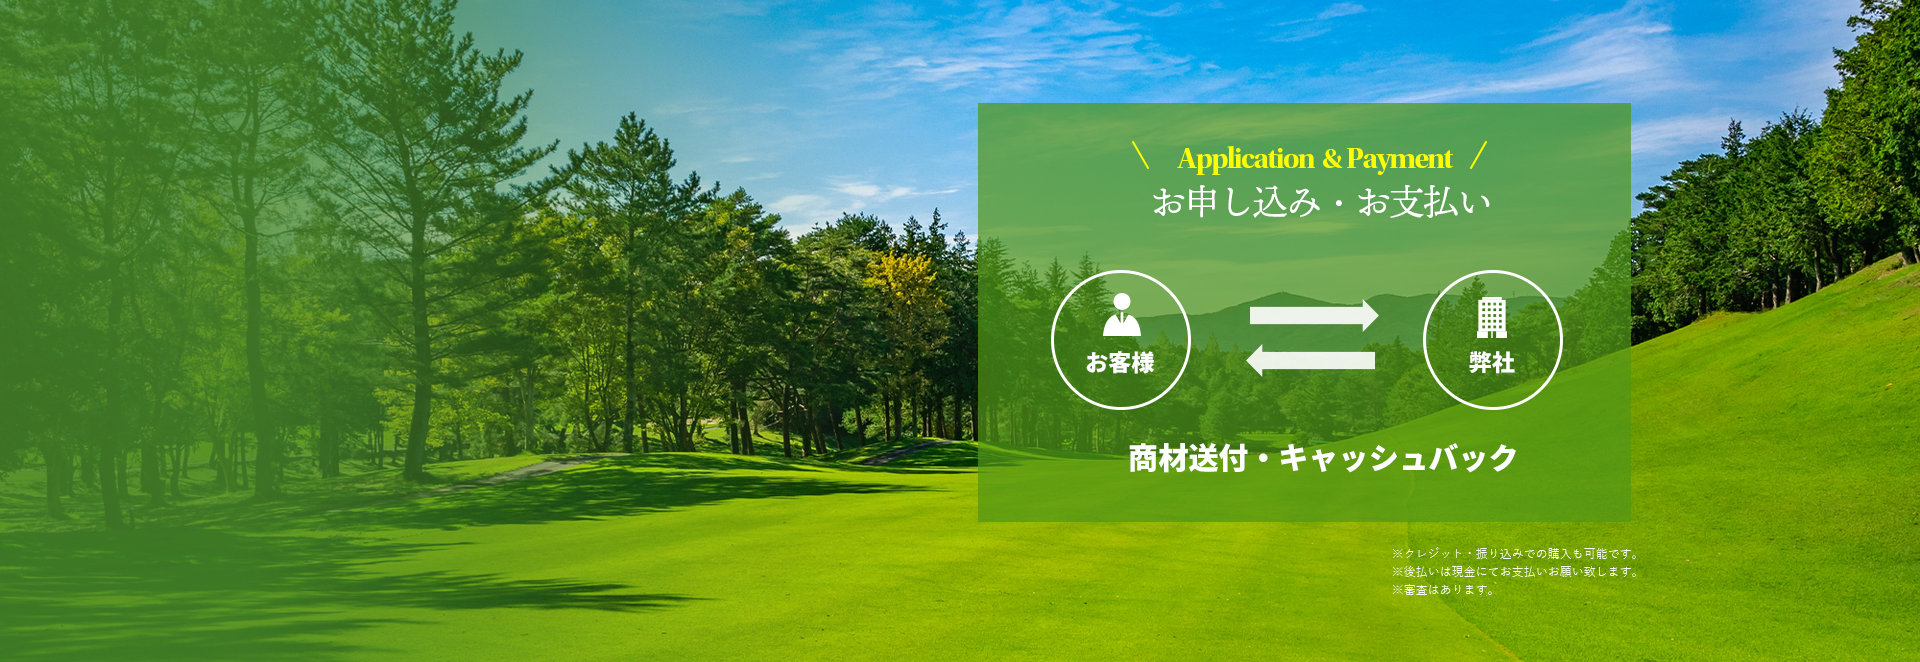 Application & Payment
お申し込み・お支払い
お客様
弊社
商材送付・キャッシュバック
※クレジット・振り込みでの購入も可能です。
※後払いは現金にてお支払いお願い致します。
※審査はあります。